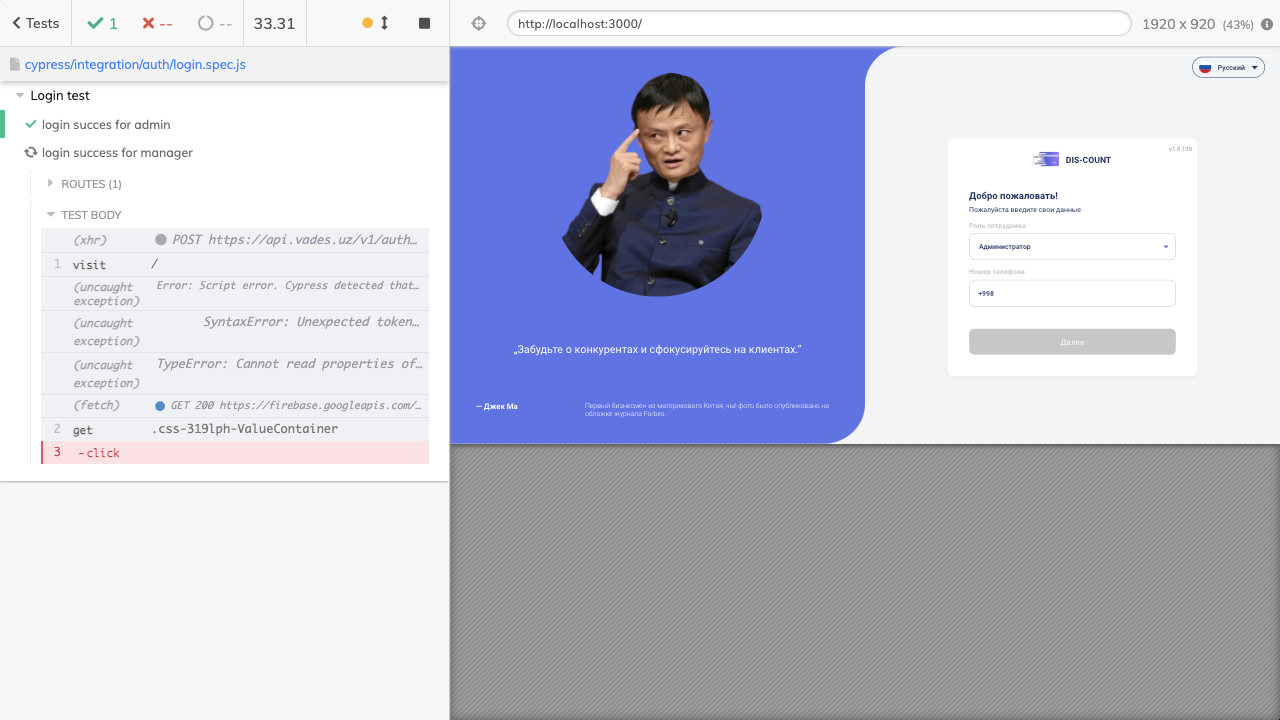 Tests
1
--
--
33.31
http://localhost:3000/
1920 x 920 (43%)
cypress/integration/auth/login.spec.js
Login test
login succes for admin
login success for manager
ROUTES (1)
TEST BODY
(xhr) POST https://api.vades.uz/v1/auth…
1 visit /
(uncaught exception) Error: Script error. Cypress detected that…
(uncaught exception) SyntaxError: Unexpected token…
(uncaught exception) TypeError: Cannot read properties of…
(fetch) GET 200 https://firebase.googleapis.com/…
2 get .css-319lph-ValueContainer
3 -click
„Забудьте о конкурентах и сфокусируйтесь на клиентах.”
— Джек Ма
Первый бизнесмен из материкового Китая, чьё фото было опубликовано на
обложке журнала Forbes.
Русский
v1.0.130
DIS-COUNT
Добро пожаловать!
Пожалуйста введите свои данные
Роль сотрудника
Администратор
Номер телефона
+998
Далее